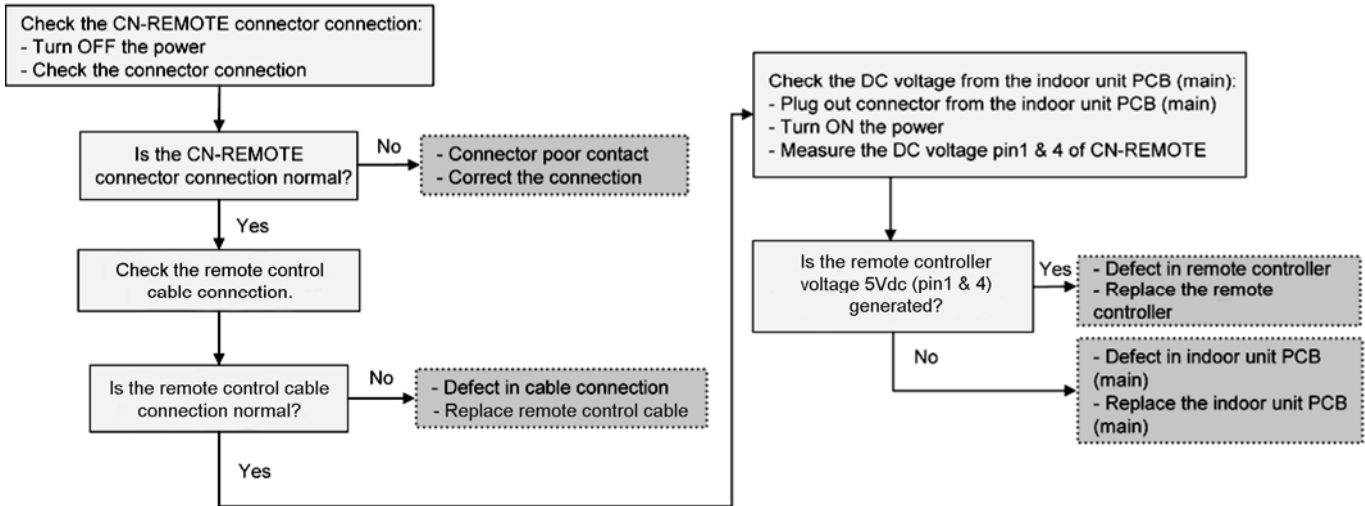 Check the CN-REMOTE connector connection:
- Turn OFF the power
- Check the connector connection
Is the CN-REMOTE
connector connection normal?
No
- Connector poor contact
- Correct the connection
Yes
Check the remote control
cable connection.
Is the remote control cable
connection normal?
No
- Defect in cable connection
- Replace remote control cable
Yes
Check the DC voltage from the indoor unit PCB (main):
- Plug out connector from the indoor unit PCB (main)
- Turn ON the power
- Measure the DC voltage pin1 & 4 of CN-REMOTE
Is the remote controller
voltage 5Vdc (pin1 & 4)
generated?
Yes
- Defect in remote controller
- Replace the remote
controller
No
- Defect in indoor unit PCB
(main)
- Replace the indoor unit PCB
(main)